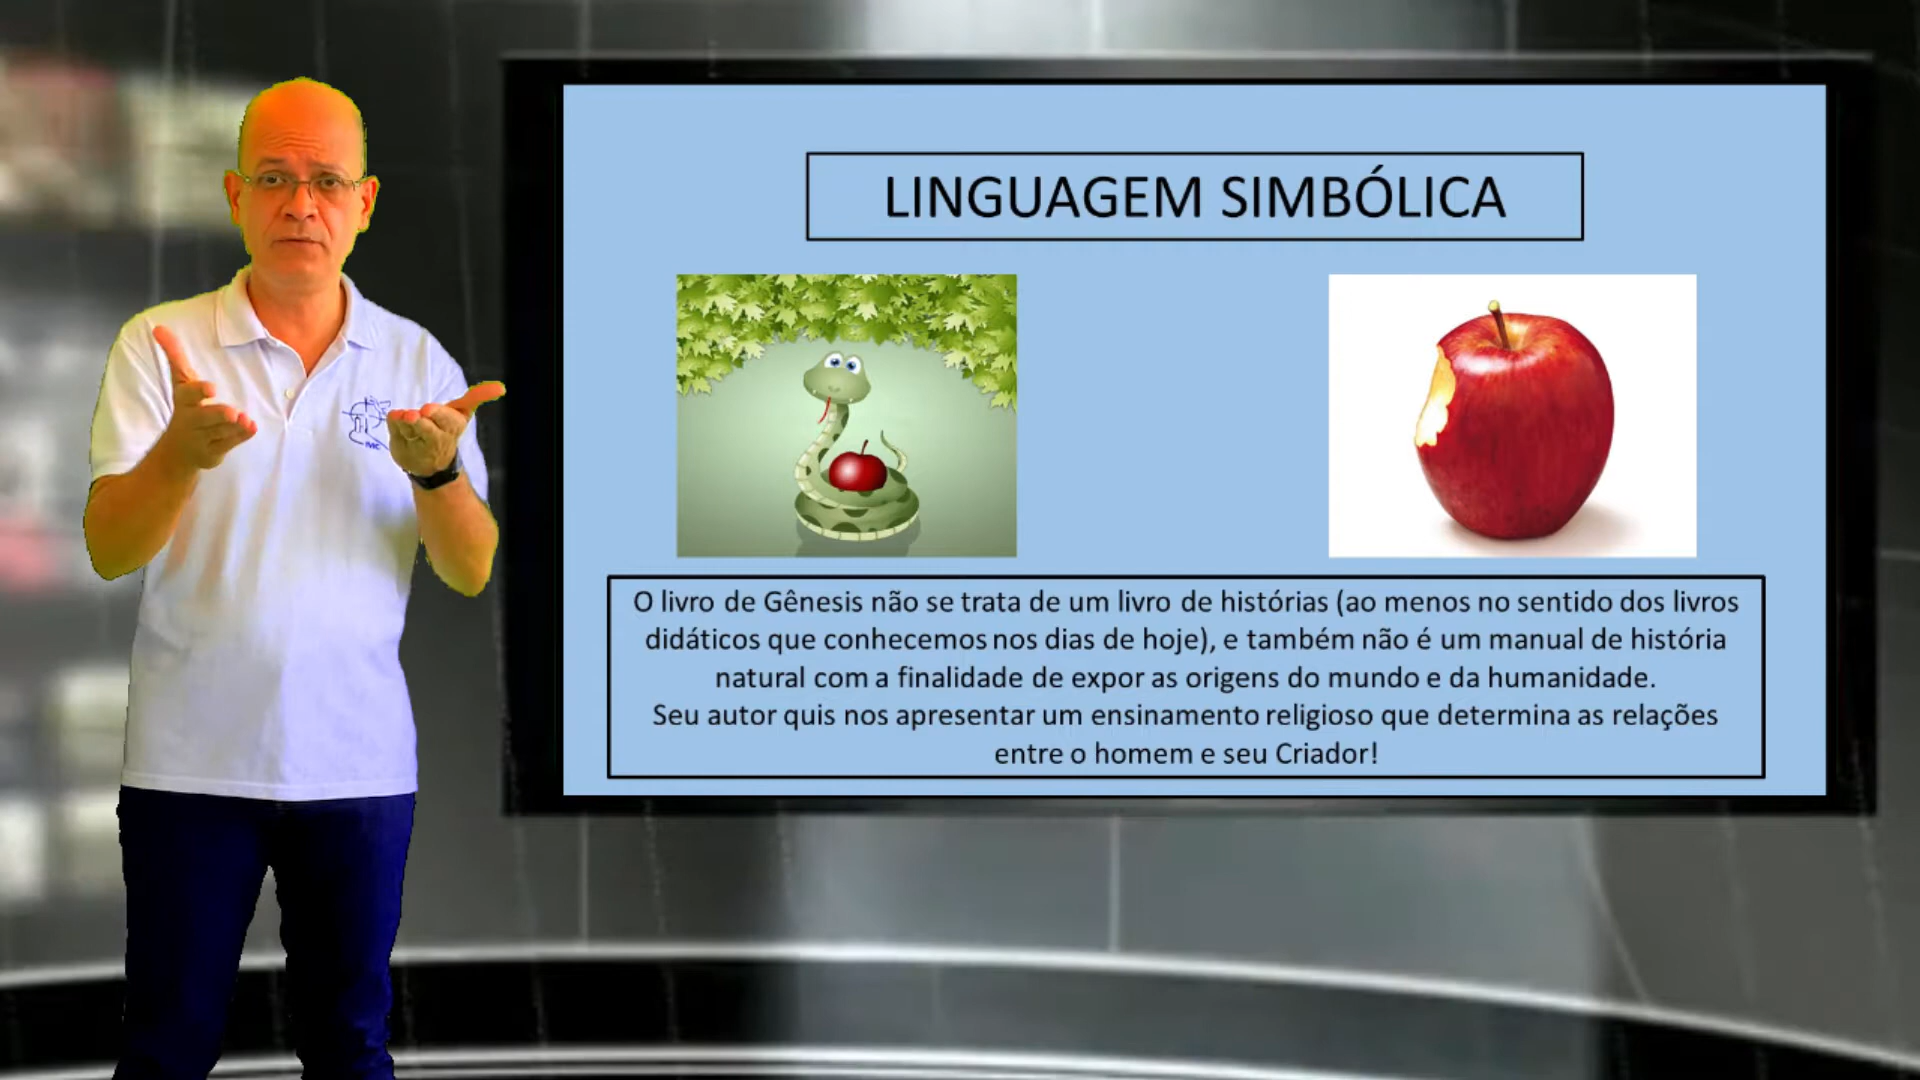 LINGUAGEM SIMBÓLICA
O livro de Gênesis não se trata de um livro de histórias (ao menos no sentido dos livros
didáticos que conhecemos nos dias de hoje), e também não é um manual de história
natural com a finalidade de expor as origens do mundo e da humanidade.
Seu autor quis nos apresentar um ensinamento religioso que determina as relações
entre o homem e seu Criador!